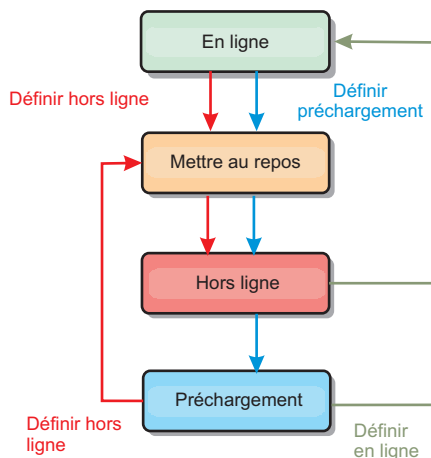 En ligne
Définir hors ligne
Définir
préchargement
Mettre au repos
Hors ligne
Préchargement
Définir hors
ligne
Définir
en ligne